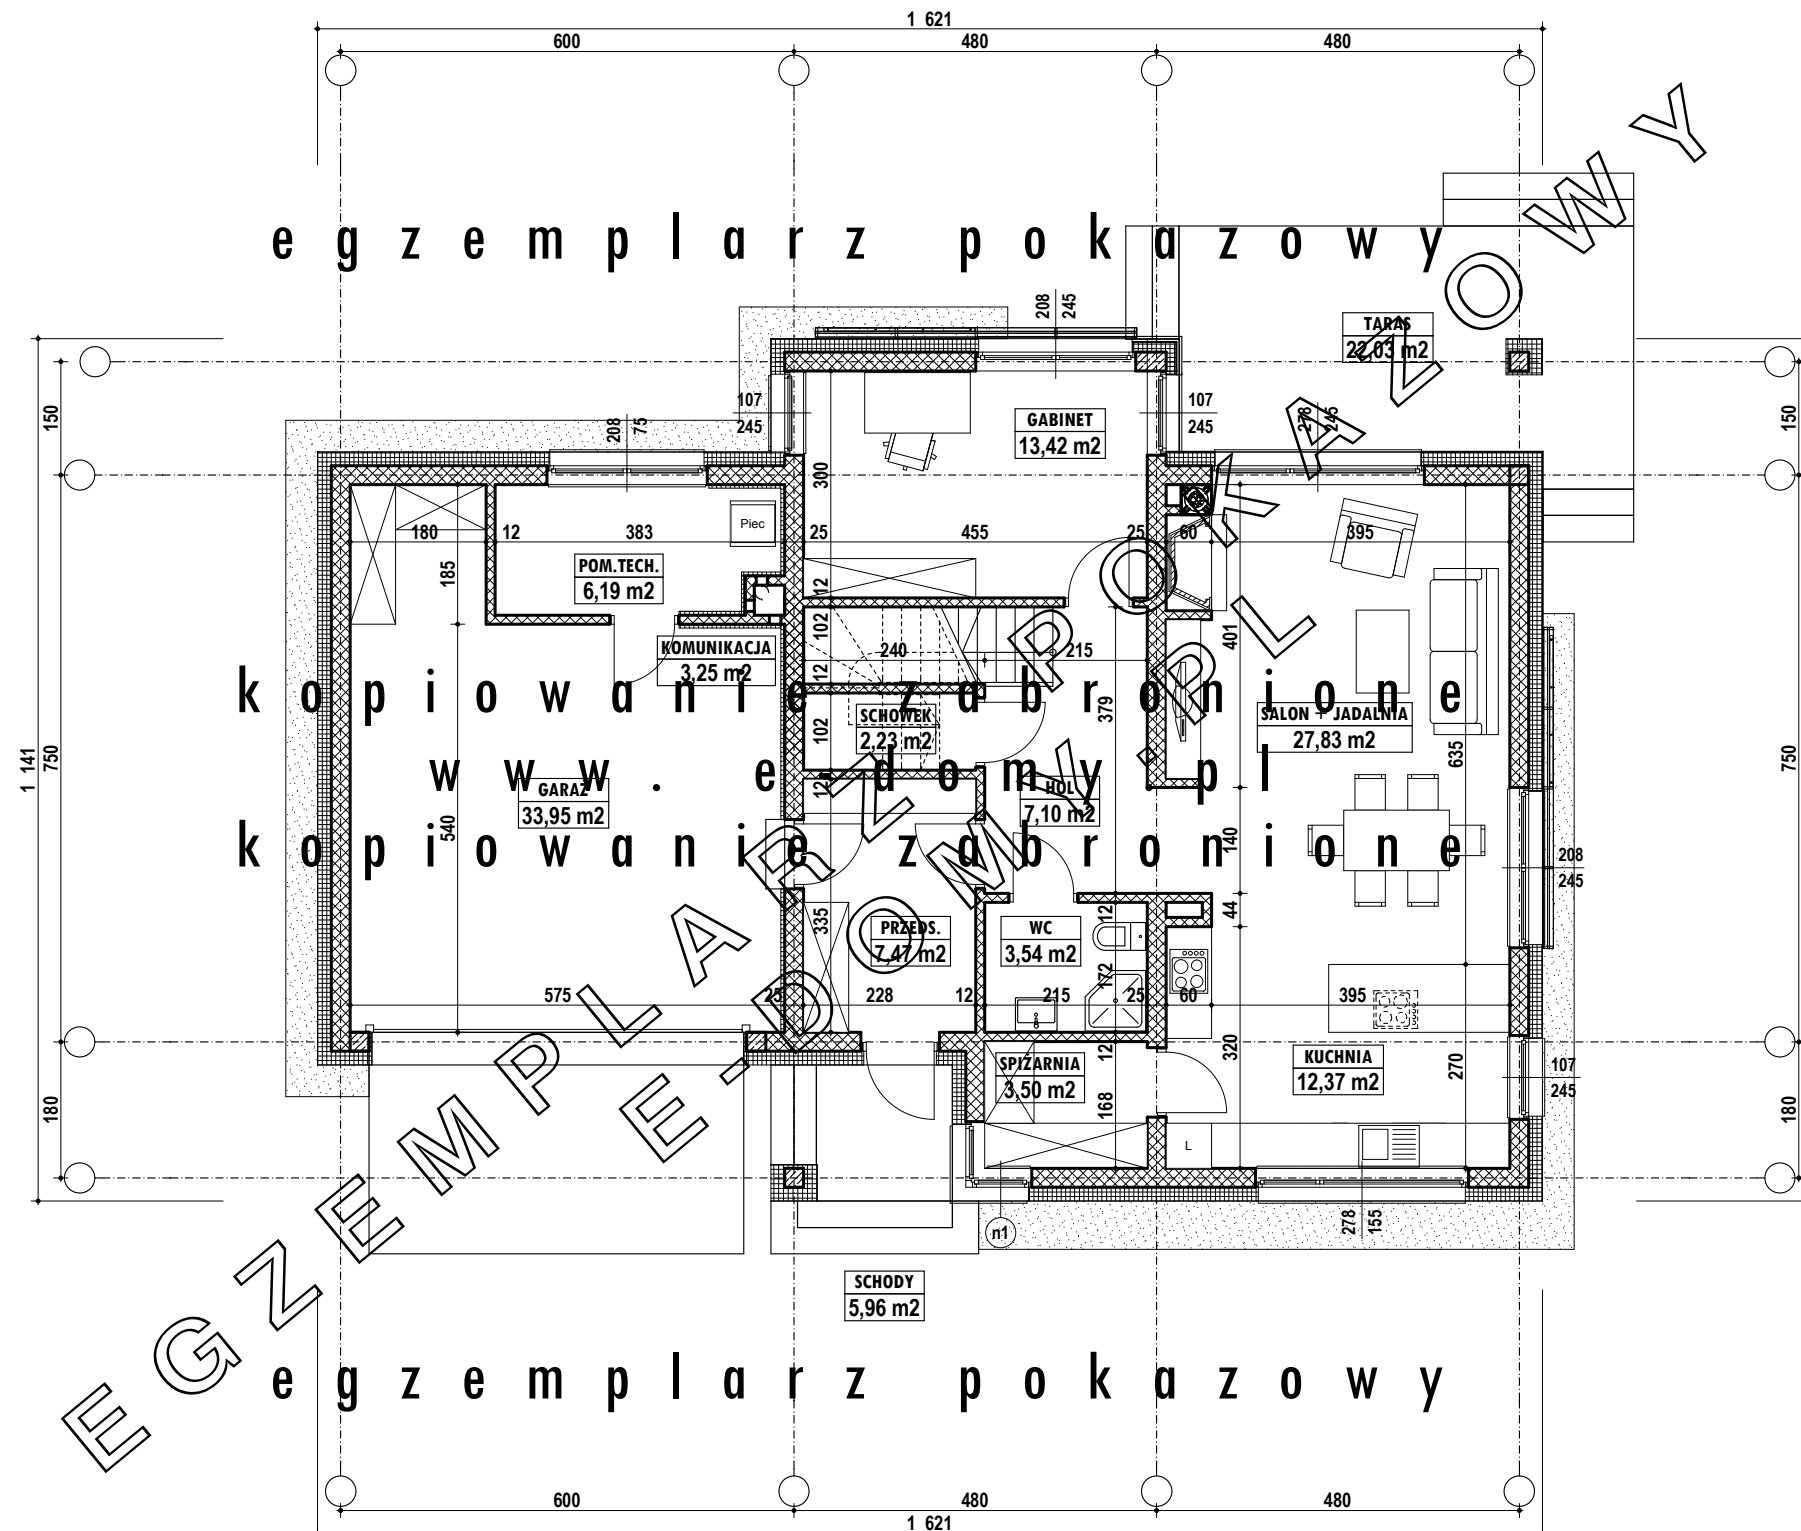 1 621
600 480 480
EGZEMPLARZ POKAZOWY
E-DOMY.PL
egzemplarz pokazowy
208 245
TARAS
22,03 m2
150
107 245
GABINET
13,42 m2
107 245
278 245
150
208 75
300
180 12 383 25 455 25 60 395
Piec
185
POM.TECH.
6,19 m2
12
102
KOMUNIKACJA
3,25 m2
240 215
401
12
kopiowanie zabronione
379
SCHOWEK
2,23 m2
102
SALON + JADALNIA
27,83 m2
635
1 141
750
750
www.e-domy.pl
GARAŻ
33,95 m2
12
HOL
7,10 m2
540
140
kopiowanie zabronione
208
245
335
12
44
PRZEDS.
7,47 m2
WC
3,54 m2
172
575 25 228 12 215 25 60 395
12
320
SPIŻARNIA
3,50 m2
KUCHNIA
12,37 m2
270
107
245
168
180
180
L
n1
278 155
SCHODY
5,96 m2
egzemplarz pokazowy
600 480 480
1 621